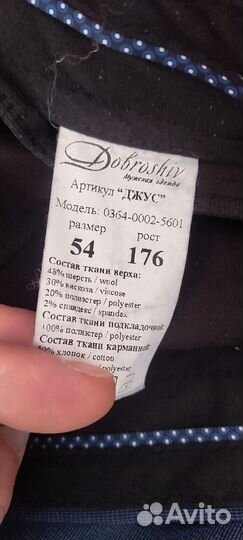 Dobroshiv
Мужская одежда
Артикул "ДЖУС"
Модель: 0364-0002-5601
размер рост
54 176
Состав ткани верха:
48% шерсть / wool
30% вискоза / viscose
20% полиэстер / polyester
2% спандекс / spandex
Состав ткани подкладочной:
100% полиэстер / polyester
Состав ткани карманной:
50% хлопок / cotton
/ polyester
Avito